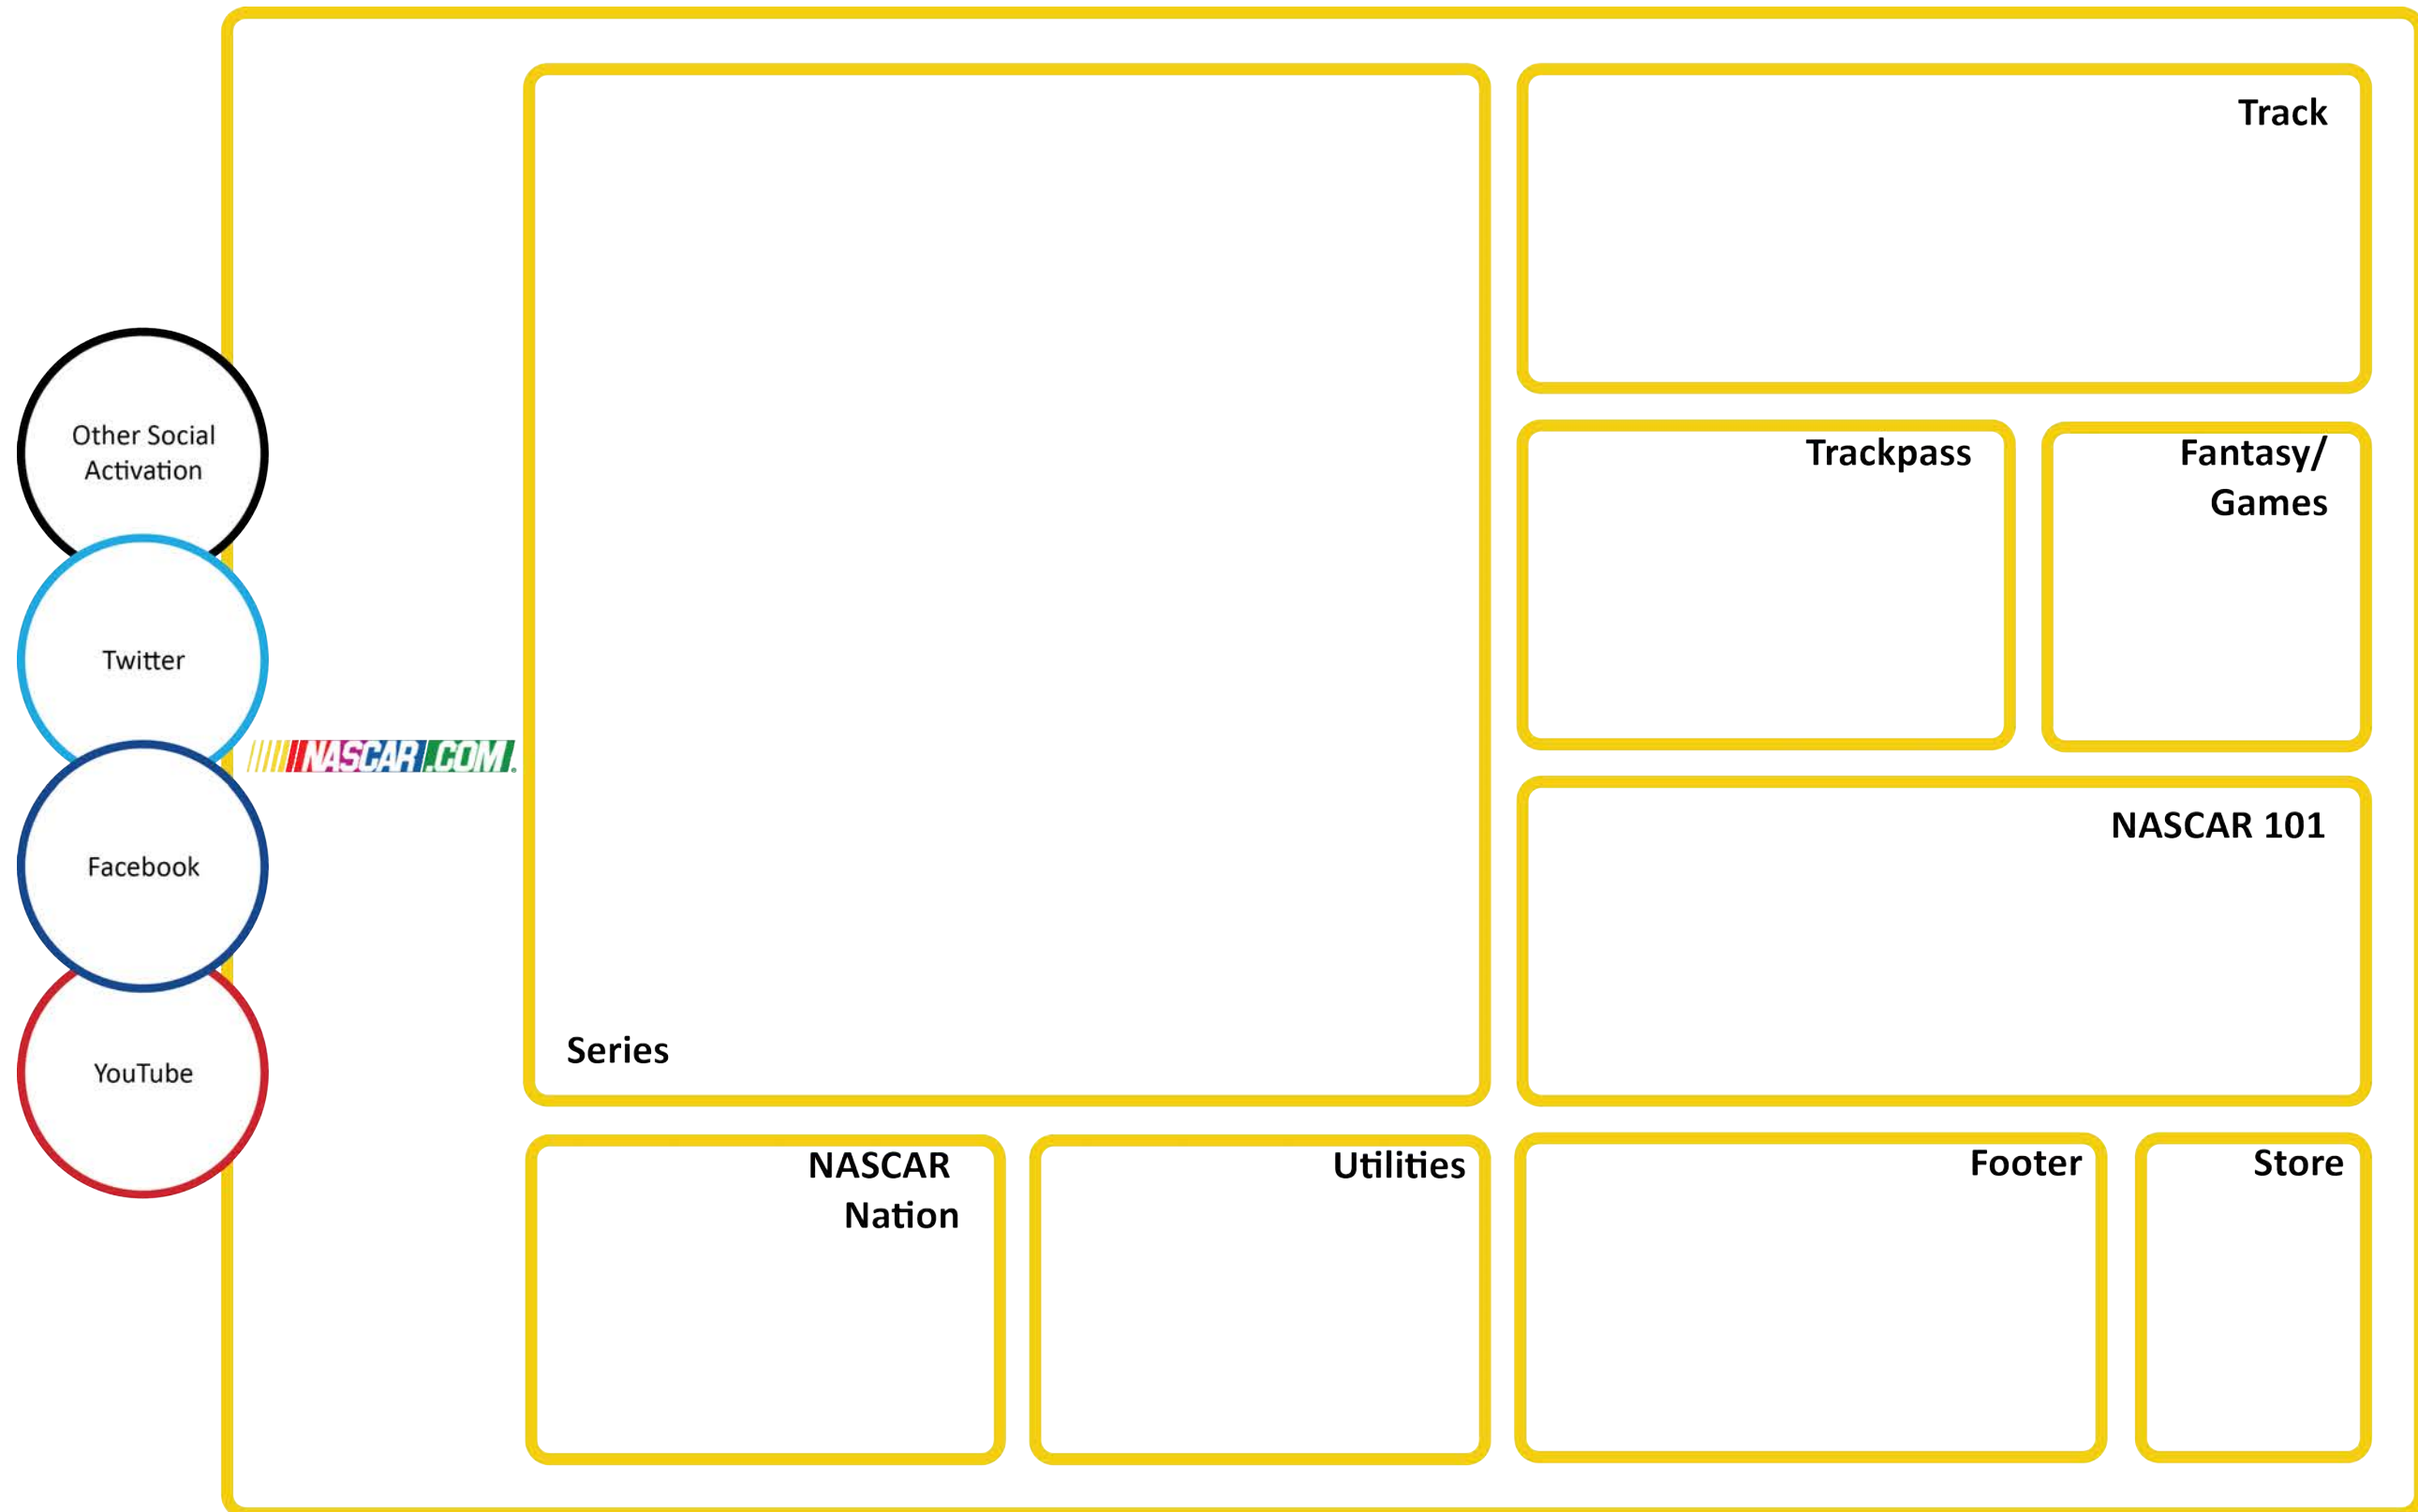 Track
Other Social
Activation
Trackpass
Fantasy/
Games
Twitter
NASCAR.COM
NASCAR 101
Facebook
Series
YouTube
NASCAR
Nation
Utilities
Footer
Store